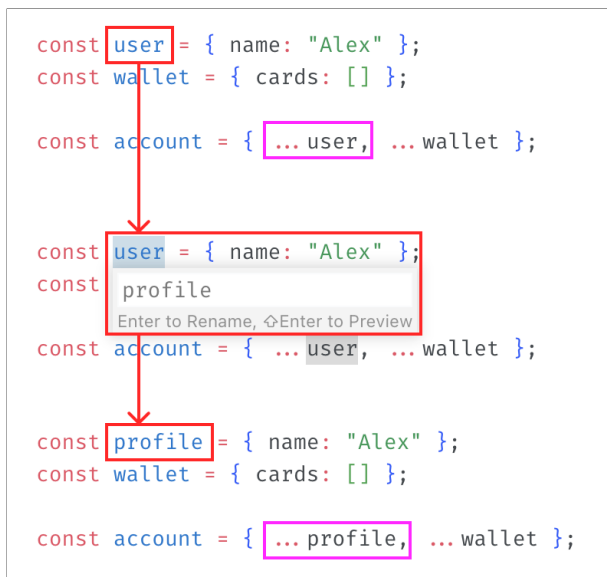 const user = { name: "Alex" };
const wallet = { cards: [] };
const account = { ...user, ...wallet };
const user = { name: "Alex" };
const
profile
Enter to Rename, ⇧Enter to Preview
const account = { ...user, ...wallet };
const profile = { name: "Alex" };
const wallet = { cards: [] };
const account = { ...profile, ...wallet };